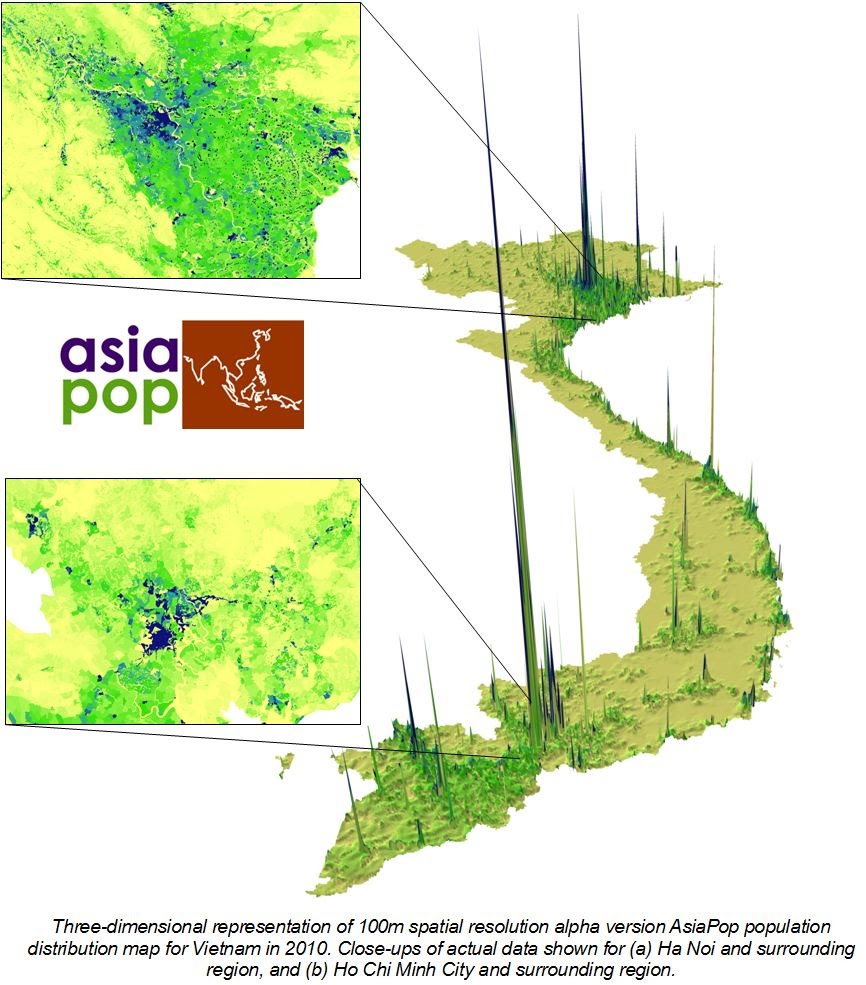 asia
pop
Three-dimensional representation of 100m spatial resolution alpha version AsiaPop population
distribution map for Vietnam in 2010. Close-ups of actual data shown for (a) Ha Noi and surrounding
region, and (b) Ho Chi Minh City and surrounding region.